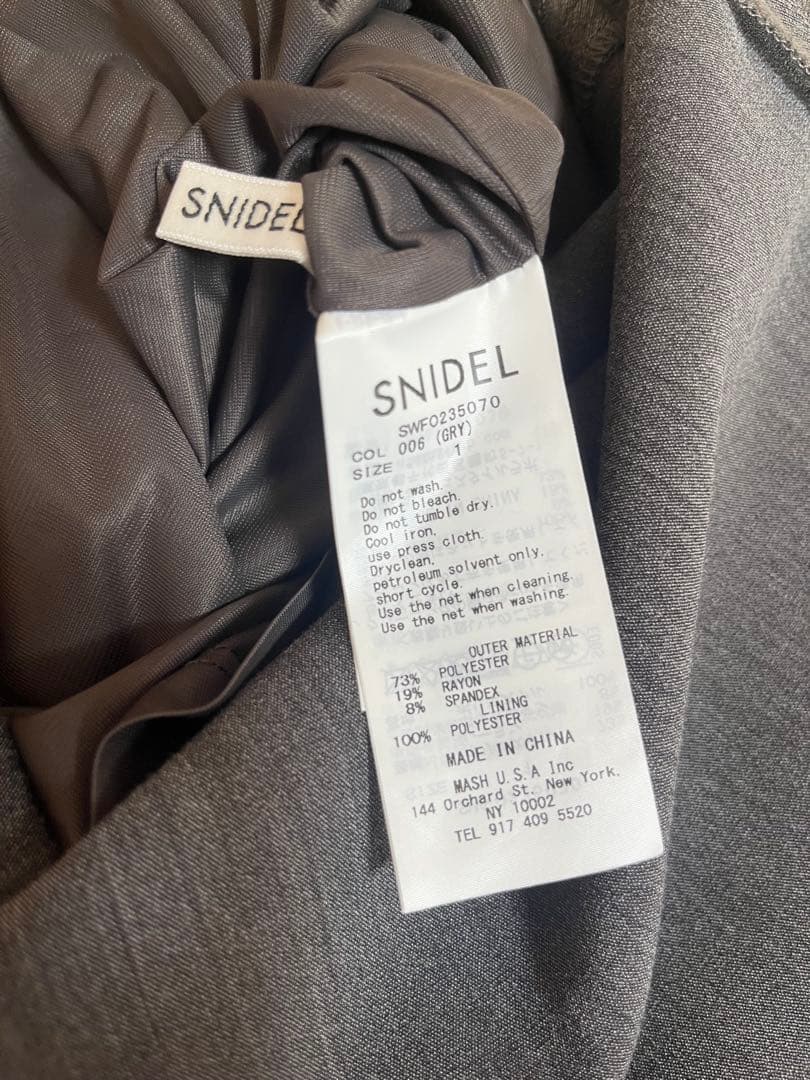 SNIDEL
SNIDEL
SWFO235070
COL 006 (GRY)
SIZE 1
Do not wash.
Do not bleach.
Do not tumble dry.
Cool iron.
use press cloth.
Dryclean.
petroleum solvent only.
short cycle.
Use the net when cleaning.
Use the net when washing.
OUTER MATERIAL
73% POLYESTER
19% RAYON
8% SPANDEX
LINING
100% POLYESTER
MADE IN CHINA
MASH U.S.A Inc
144 Orchard St. New York.
NY 10002
TEL 917 409 5520